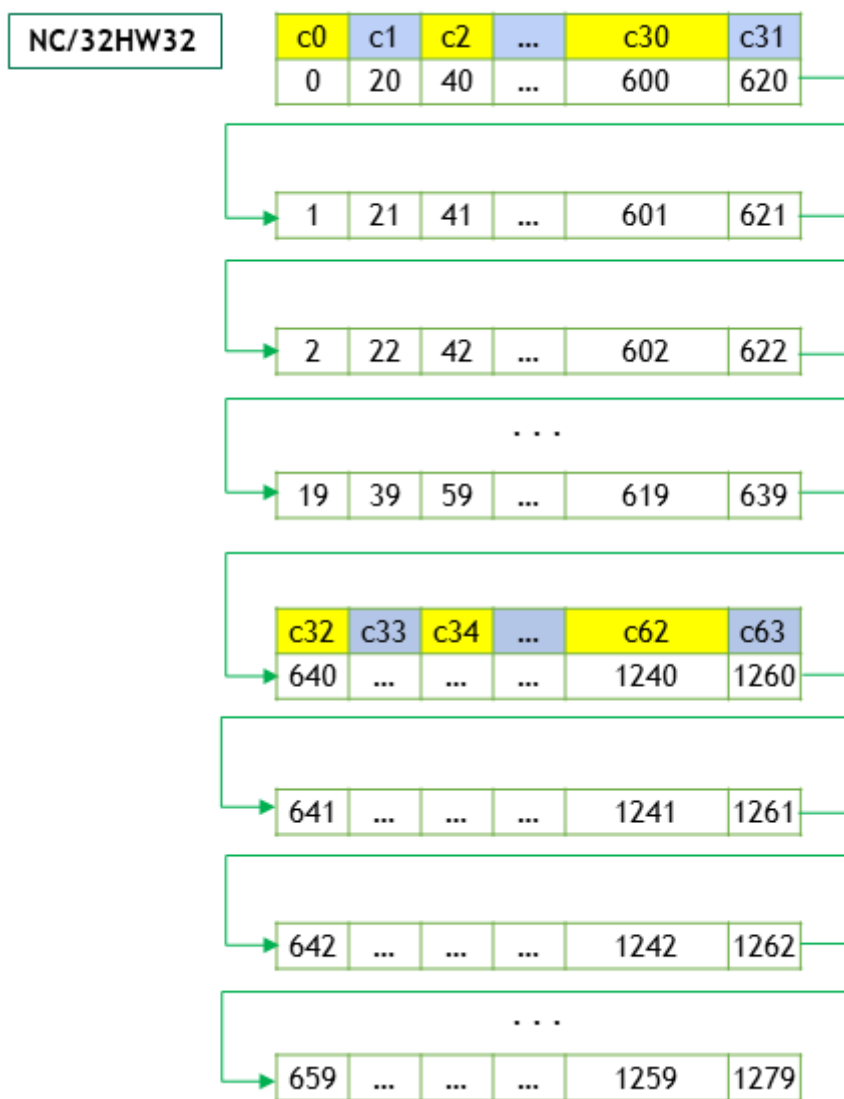 NC/32HW32
c0 c1 c2 ... c30 c31
0 20 40 ... 600 620
1 21 41 ... 601 621
2 22 42 ... 602 622
. . .
19 39 59 ... 619 639
c32 c33 c34 ... c62 c63
640 ... ... ... 1240 1260
641 ... ... ... 1241 1261
642 ... ... ... 1242 1262
. . .
659 ... ... ... 1259 1279